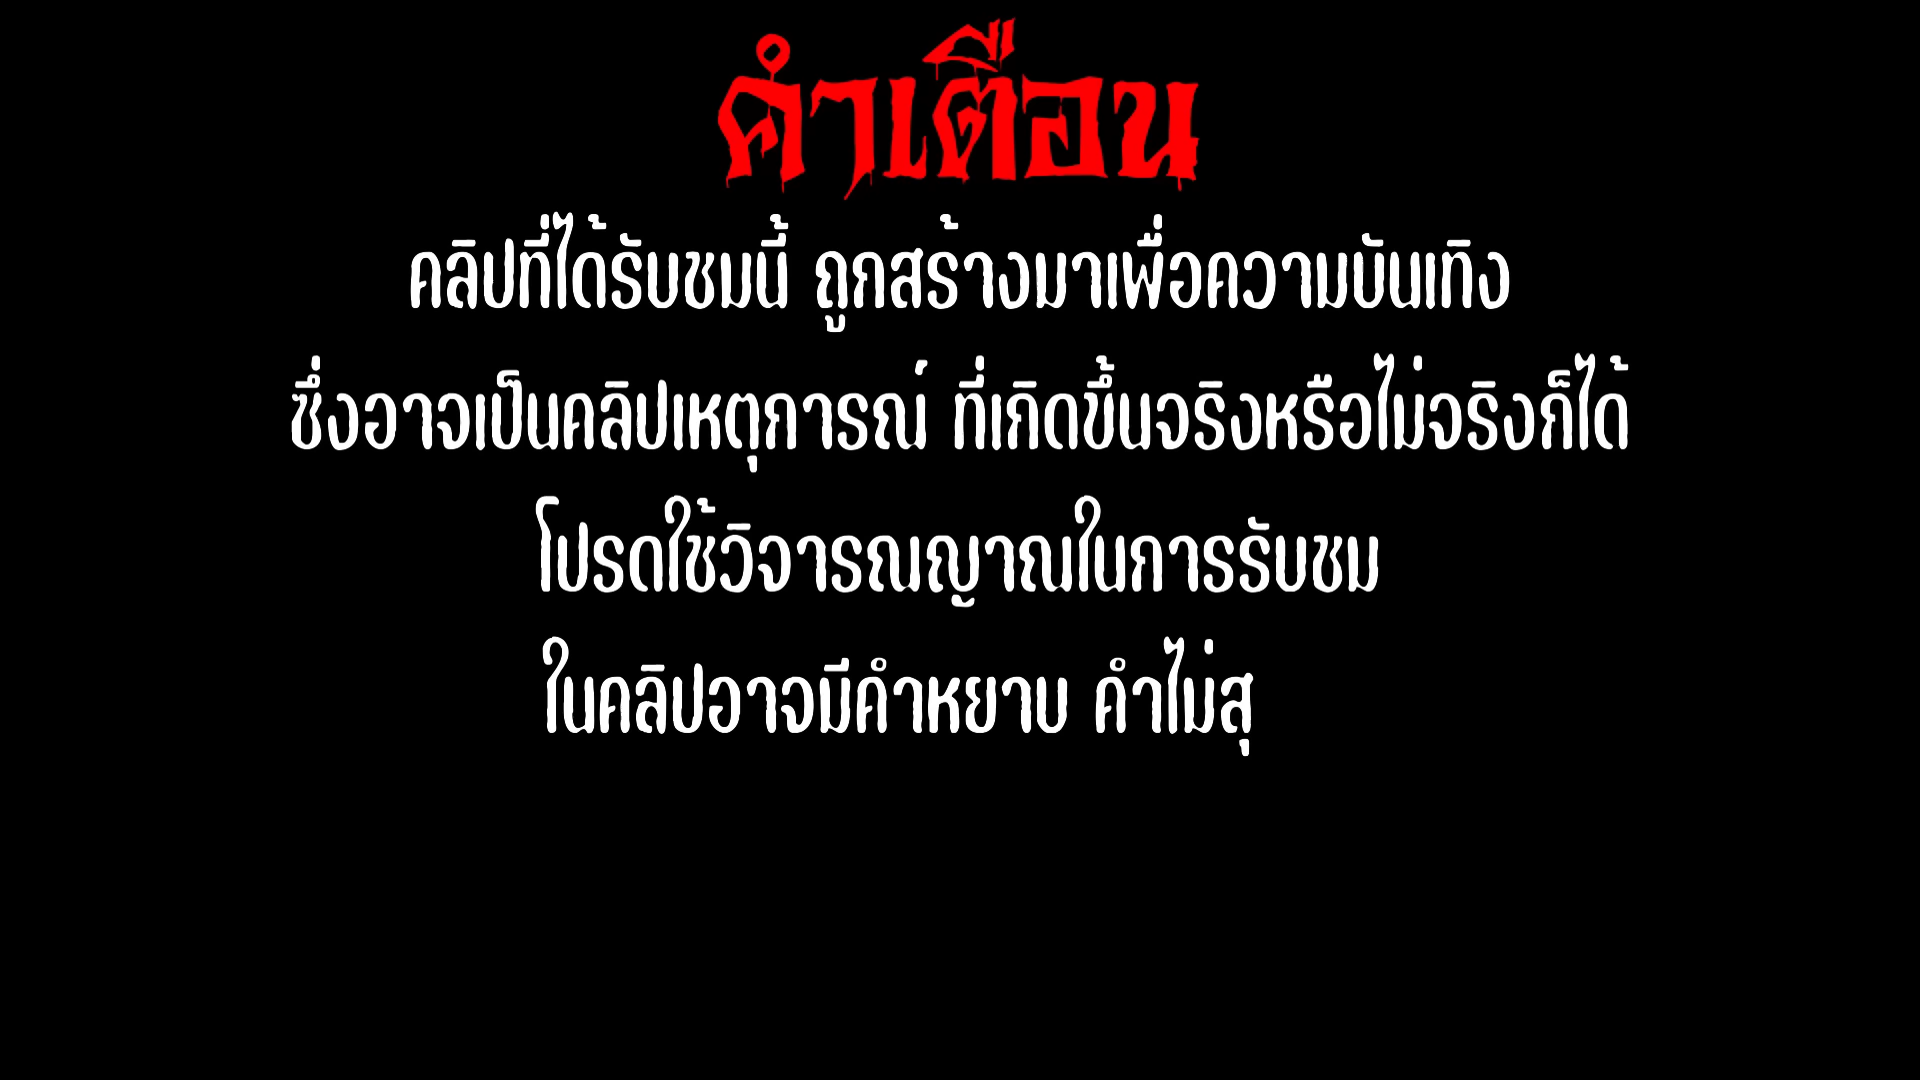 คำเตือน
คลิปที่ได้รับชมนี้ ถูกสร้างมาเพื่อความบันเทิง
ซึ่งอาจเป็นคลิปเหตุการณ์ ที่เกิดขึ้นจริงหรือไม่จริงก็ได้
โปรดใช้วิจารณญาณในการรับชม
ในคลิปอาจมีคำหยาบ คำไม่สุ